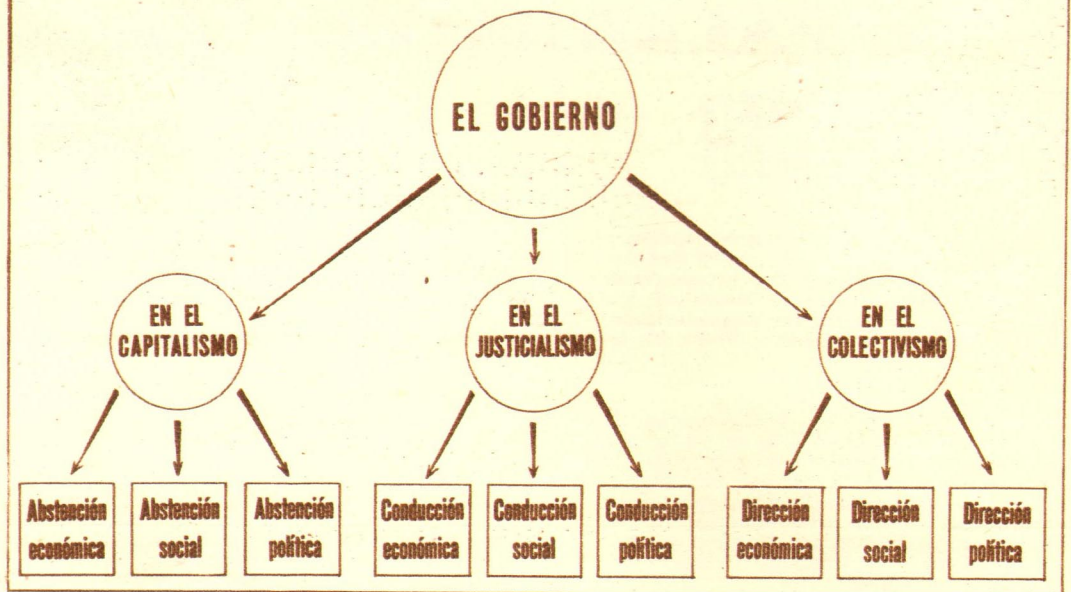 EL GOBIERNO
EN EL
CAPITALISMO
EN EL
JUSTICIALISMO
EN EL
COLECTIVISMO
Abstención
económica
Abstención
social
Abstención
política
Conducción
económica
Conducción
social
Conducción
política
Dirección
económica
Dirección
social
Dirección
política